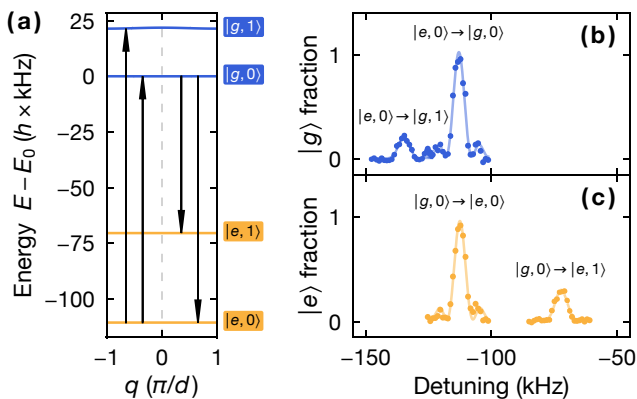 (a)
Energy E − E₀ (h × kHz)
25
0
−25
−50
−75
−100
|g, 1⟩
|g, 0⟩
|e, 1⟩
|e, 0⟩
−1 0 1
q (π/d)
(b)
|g⟩ fraction
1
0
|e, 0⟩→|g, 0⟩
|e, 0⟩→|g, 1⟩
(c)
|e⟩ fraction
1
0
|g, 0⟩→|e, 0⟩
|g, 0⟩→|e, 1⟩
−150 −100 −50
Detuning (kHz)